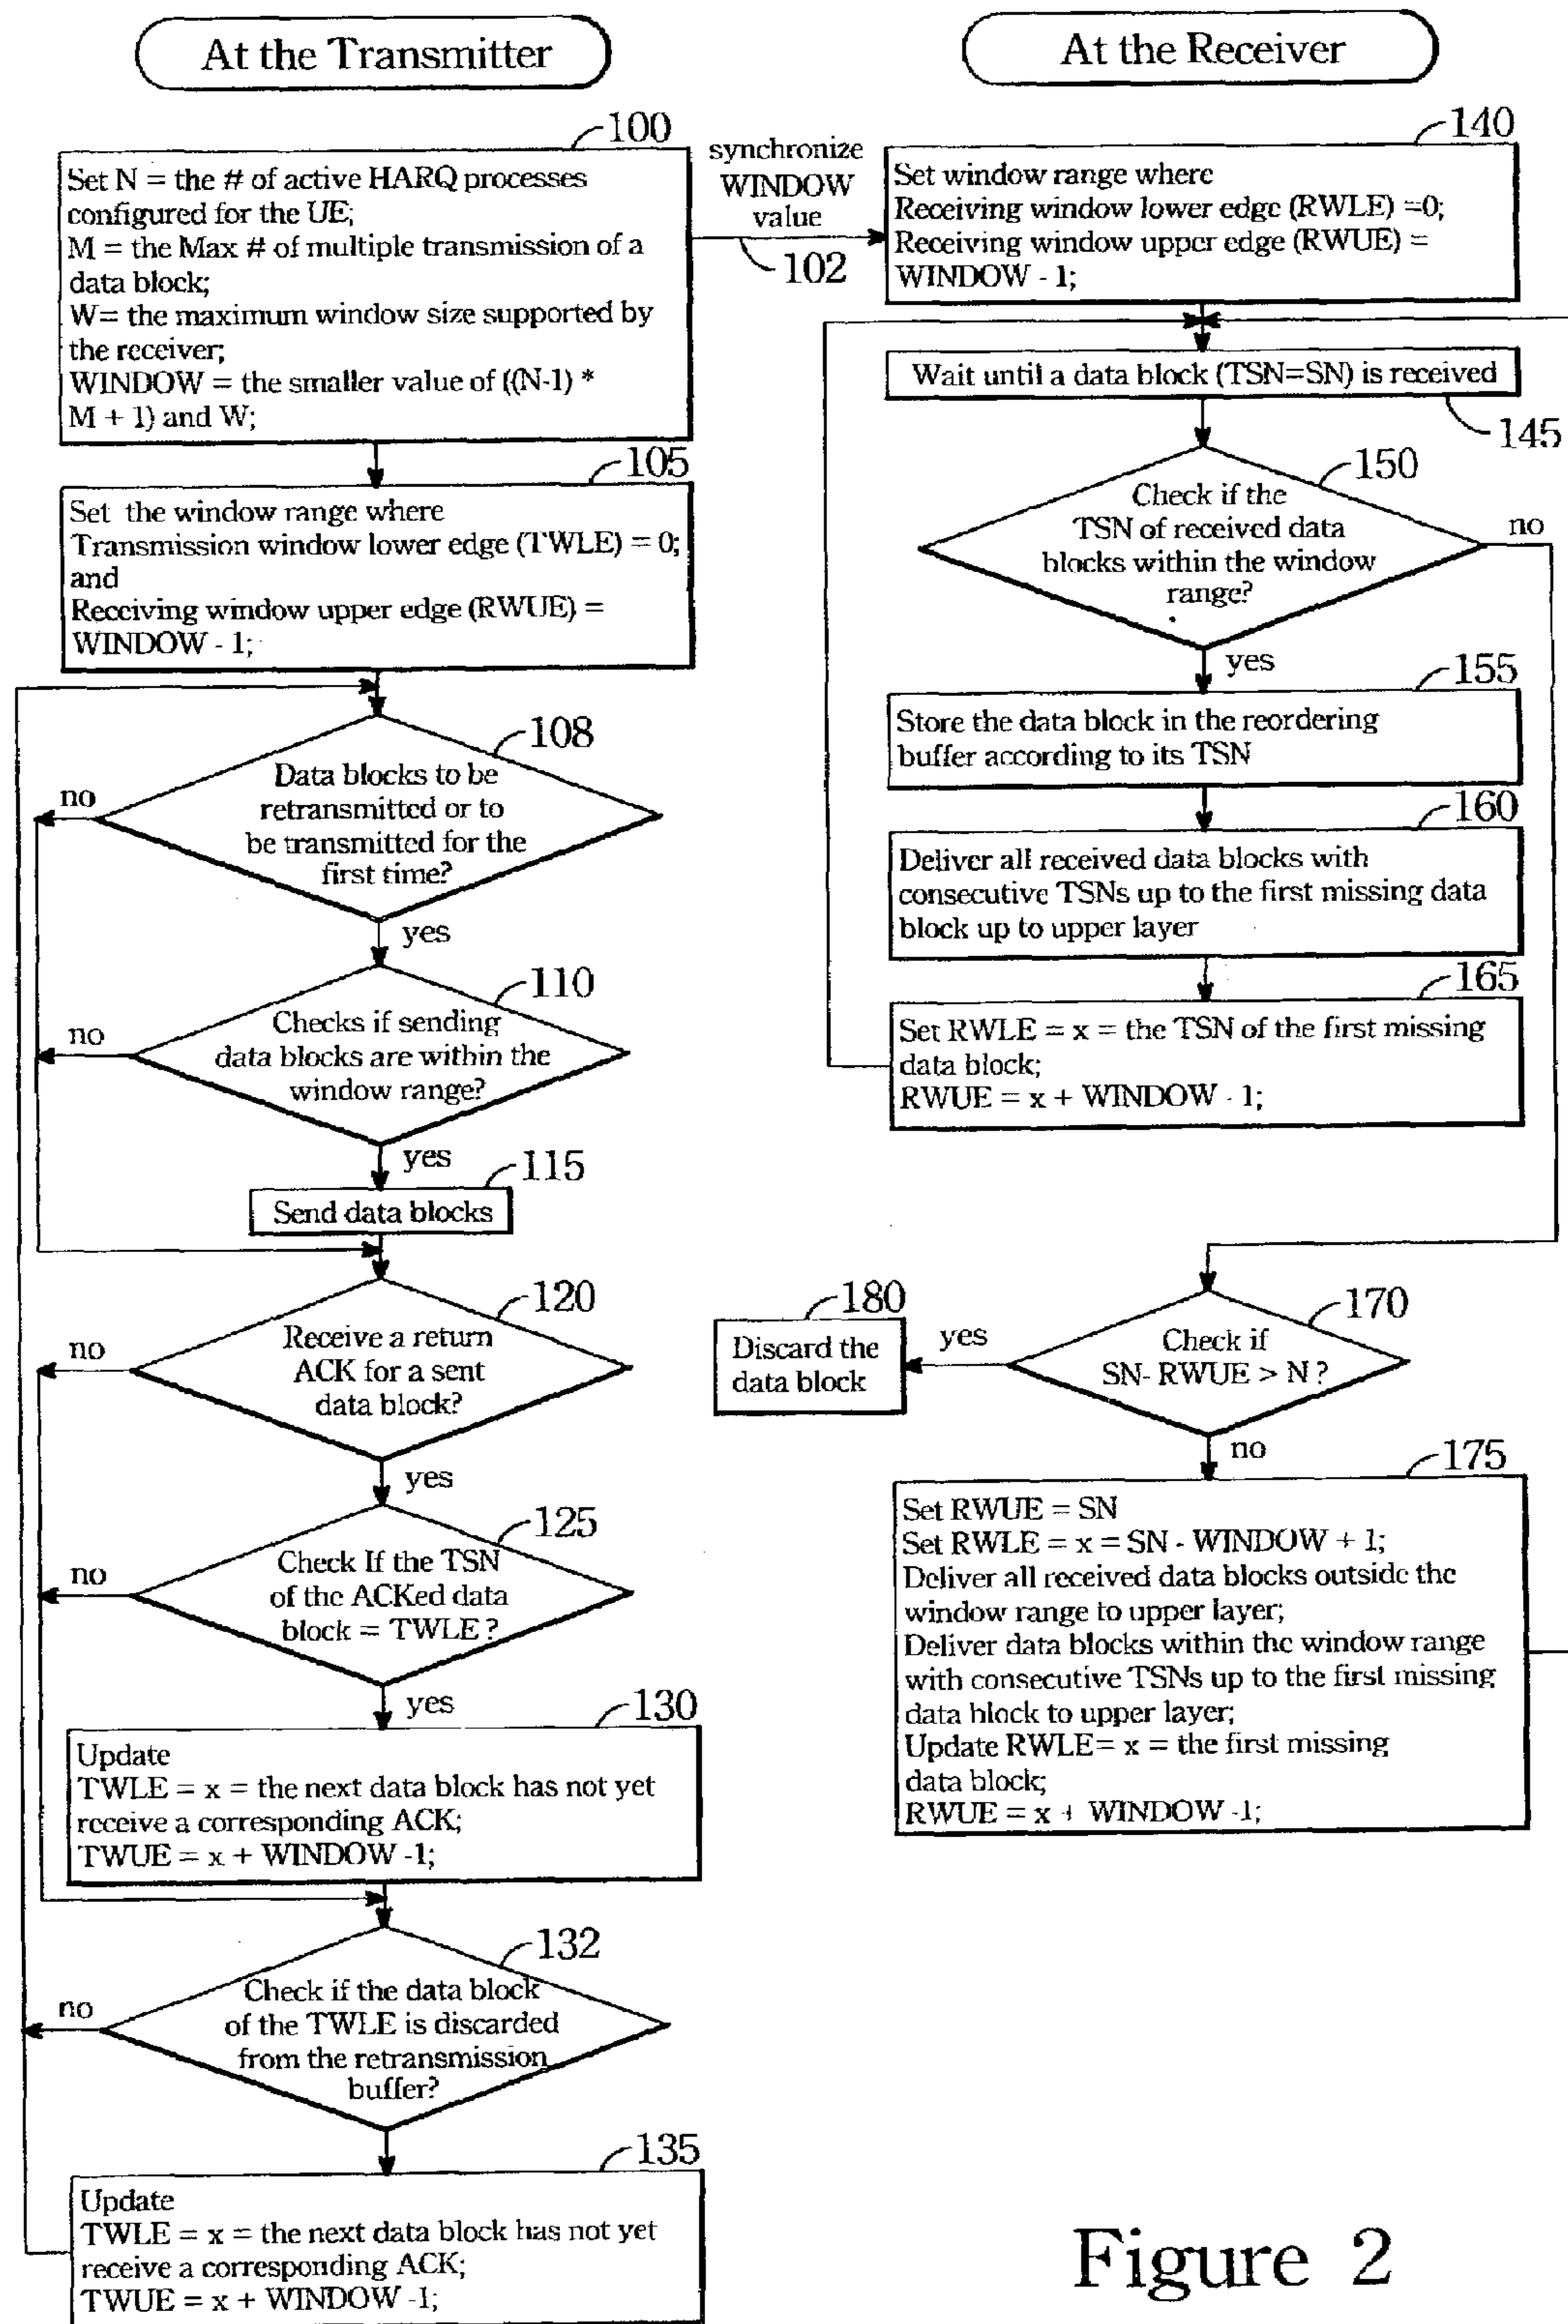 At the Transmitter
100
Set N = the # of active HARQ processes
configured for the UE;
M = the Max # of multiple transmission of a
data block;
W= the maximum window size supported by
the receiver;
WINDOW = the smaller value of ((N-1) *
M + 1) and W;
synchronize
WINDOW
value
102
105
Set the window range where
Transmission window lower edge (TWLE) = 0;
and
Receiving window upper edge (RWUE) =
WINDOW - 1;
108
Data blocks to be
retransmitted or to
be transmitted for the
first time?
no
yes
110
Checks if sending
data blocks are within the
window range?
no
yes
115
Send data blocks
120
Receive a return
ACK for a sent
data block?
no
yes
125
Check If the TSN
of the ACKed data
block = TWLE ?
no
yes
130
Update
TWLE = x = the next data block has not yet
receive a corresponding ACK;
TWUE = x + WINDOW -1;
132
Check if the data block
of the TWLE is discarded
from the retransmission
buffer?
no
135
Update
TWLE = x = the next data block has not yet
receive a corresponding ACK;
TWUE = x + WINDOW -1;
At the Receiver
140
Set window range where
Receiving window lower edge (RWLE) =0;
Receiving window upper edge (RWUE) =
WINDOW - 1;
Wait until a data block (TSN=SN) is received
145
150
Check if the
TSN of received data
blocks within the window
range?
no
yes
155
Store the data block in the reordering
buffer according to its TSN
160
Deliver all received data blocks with
consecutive TSNs up to the first missing data
block up to upper layer
165
Set RWLE = x = the TSN of the first missing
data block;
RWUE = x + WINDOW - 1;
170
Check if
SN- RWUE > N ?
yes
180
Discard the
data block
no
175
Set RWUE = SN
Set RWLE = x = SN - WINDOW + 1;
Deliver all received data blocks outside the
window range to upper layer;
Deliver data blocks within the window range
with consecutive TSNs up to the first missing
data block to upper layer;
Update RWLE= x = the first missing
data block;
RWUE = x + WINDOW -1;
Figure 2